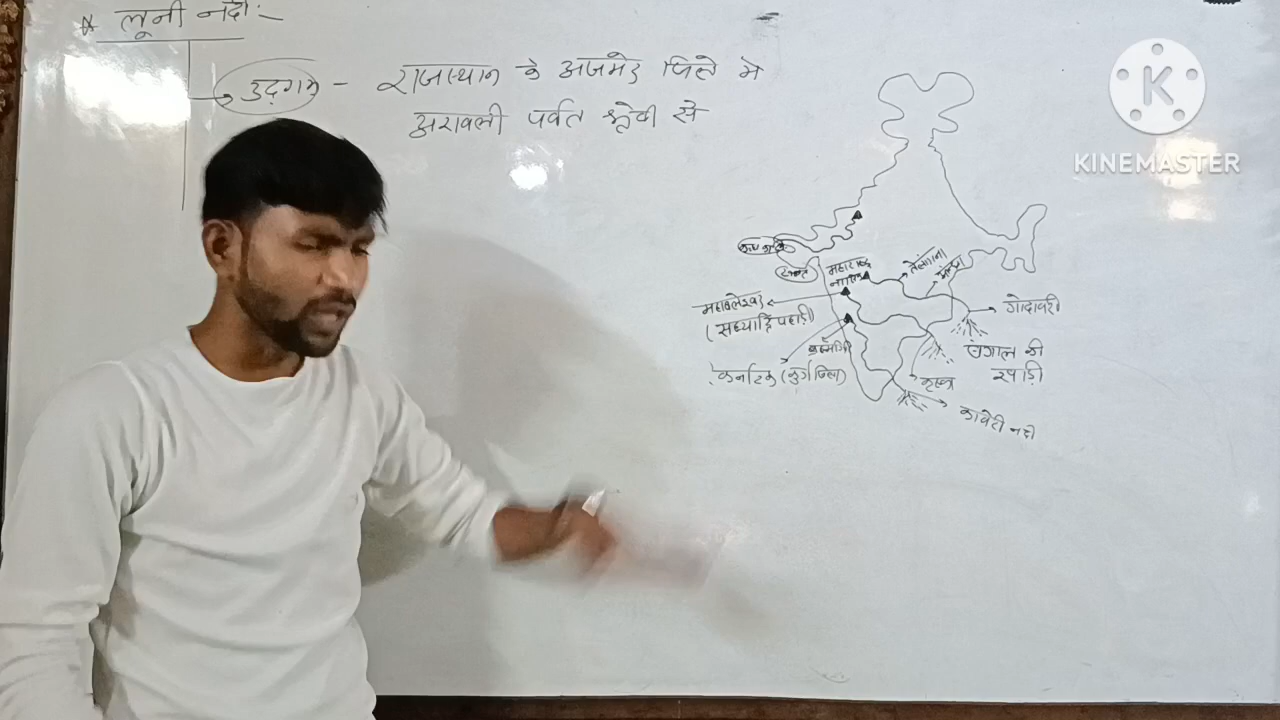 * लूनी नदी :-
→ उद्गम - राजस्थान के अजमेर जिले मे
अरावली पर्वत श्रेणी से
K
KINEMASTER
महाराष्ट्र
नासिक
तेलंगाना
महाबलेश्वर
(सह्याद्रि पहाड़ी)
गोदावरी
बंगाल की
खाड़ी
कर्नाटक (कुर्ग जिला)
कृष्णा
कावेरी नदी